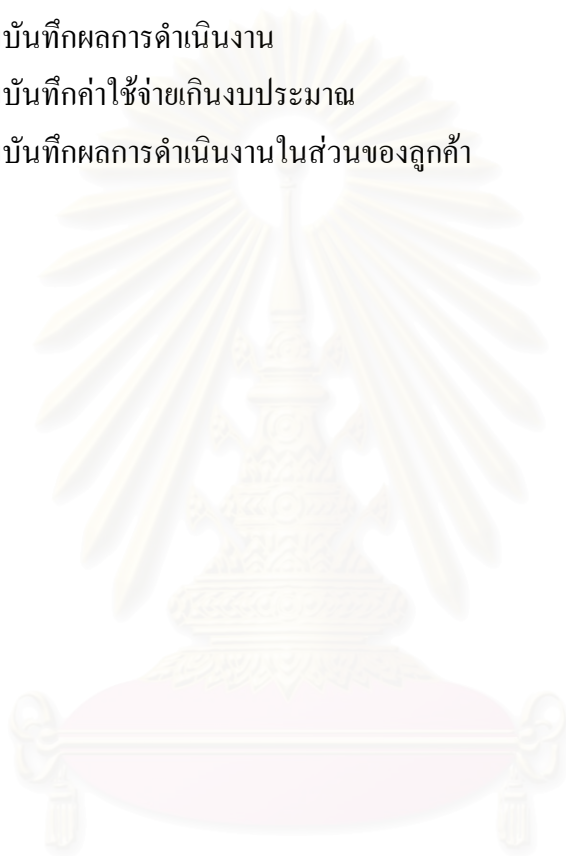 บันทึกผลการดำเนินงาน
บันทึกค่าใช้จ่ายเกินงบประมาณ
บันทึกผลการดำเนินงานในส่วนของลูกค้า